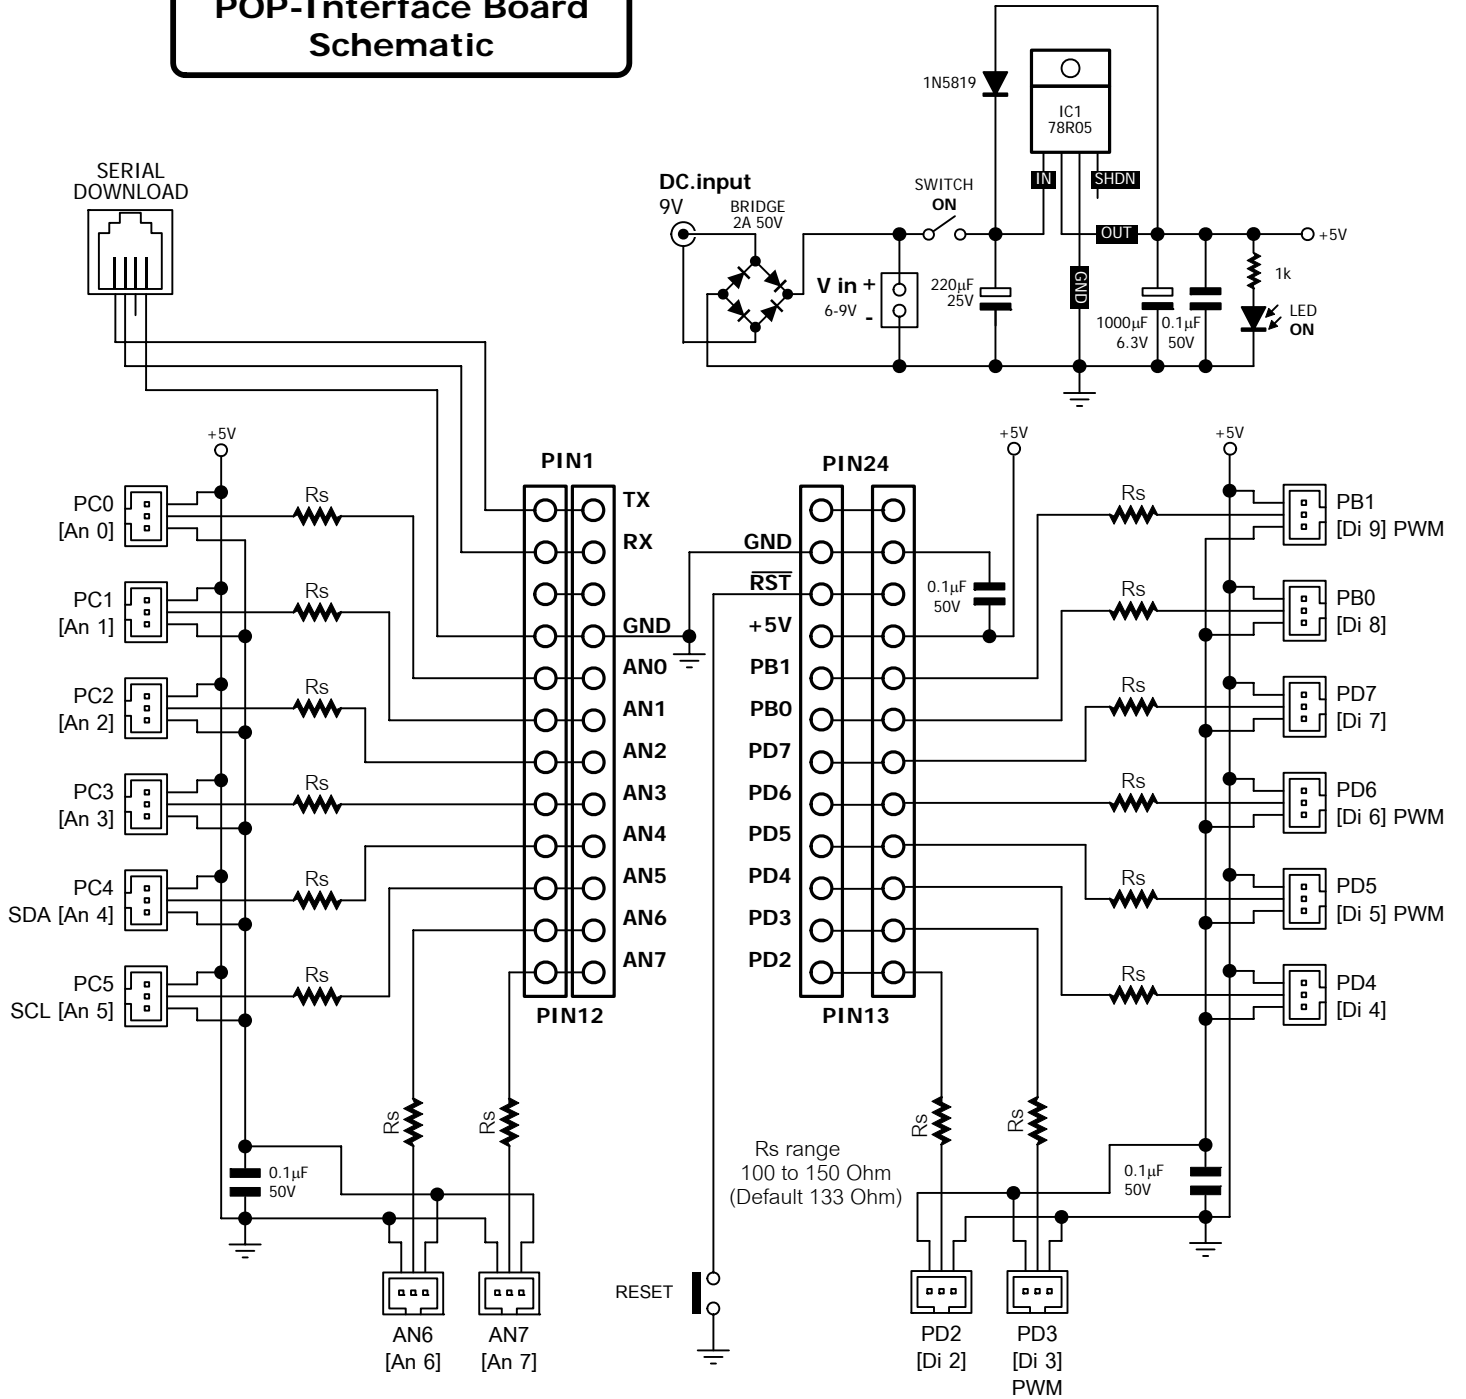 POP-Interface Board
Schematic
1N5819
IC1
78R05
IN
SHDN
OUT
GND
DC.input
9V
BRIDGE
2A 50V
SWITCH
ON
V in +
6-9V -
220µF
25V
1000µF
6.3V
0.1µF
50V
1k
LED
ON
+5V
SERIAL
DOWNLOAD
+5V
PC0
[An 0]
Rs
PC1
[An 1]
Rs
PC2
[An 2]
Rs
PC3
[An 3]
Rs
PC4
SDA [An 4]
Rs
PC5
SCL [An 5]
Rs
PIN1
TX
RX
GND
AN0
AN1
AN2
AN3
AN4
AN5
AN6
AN7
PIN12
PIN24
GND
RST
+5V
PB1
PB0
PD7
PD6
PD5
PD4
PD3
PD2
PIN13
+5V
0.1µF
50V
+5V
Rs
PB1
[Di 9] PWM
Rs
PB0
[Di 8]
Rs
PD7
[Di 7]
Rs
PD6
[Di 6] PWM
Rs
PD5
[Di 5] PWM
Rs
PD4
[Di 4]
Rs
Rs
0.1µF
50V
AN6
[An 6]
AN7
[An 7]
Rs range
100 to 150 Ohm
(Default 133 Ohm)
RESET
Rs
Rs
0.1µF
50V
PD2
[Di 2]
PD3
[Di 3]
PWM